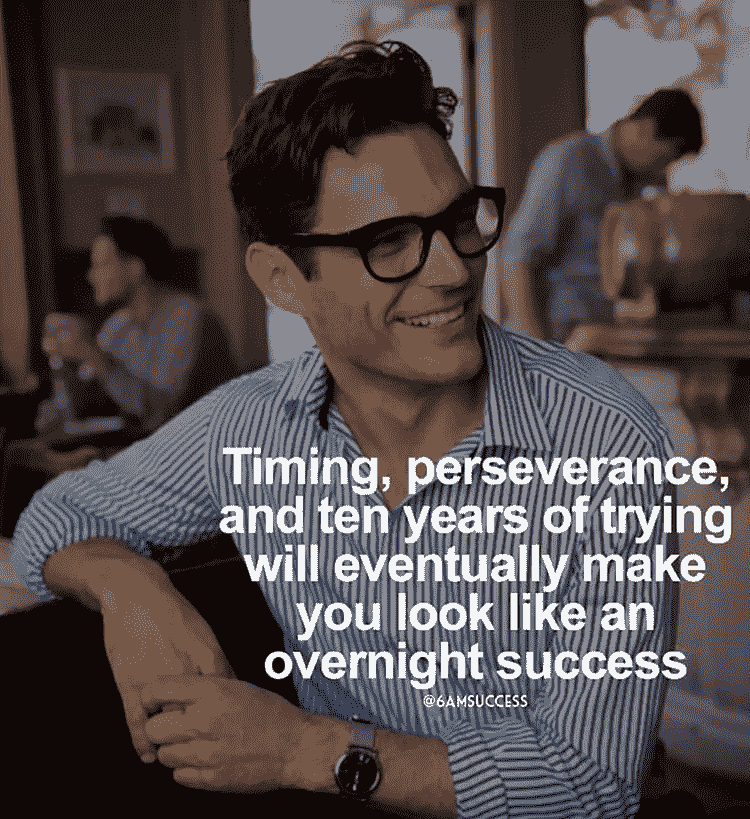 Timing, perseverance,
and ten years of trying
will eventually make
you look like an
overnight success
@6AMSUCCESS